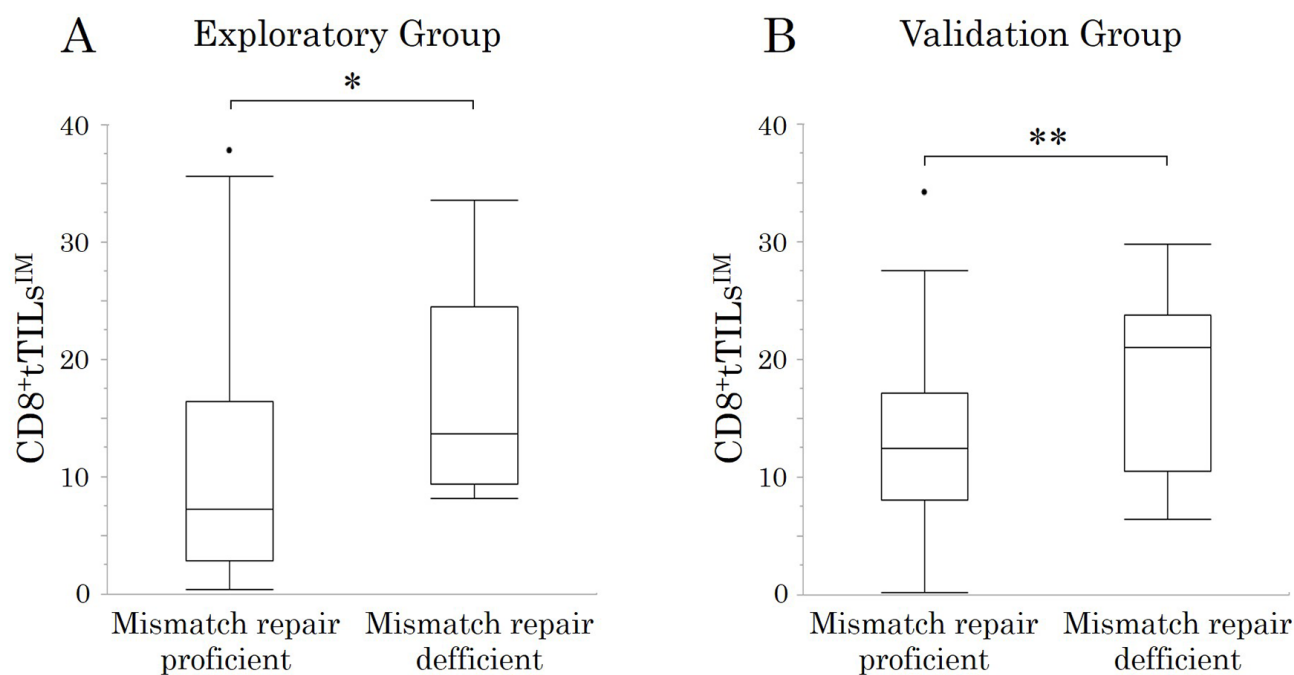 A
Exploratory Group
*
40
30
20
10
0
CD8⁺tTILsᴵᴹ
Mismatch repair
proficient
Mismatch repair
defficient
B
Validation Group
**
40
30
20
10
0
CD8⁺tTILsᴵᴹ
Mismatch repair
proficient
Mismatch repair
defficient